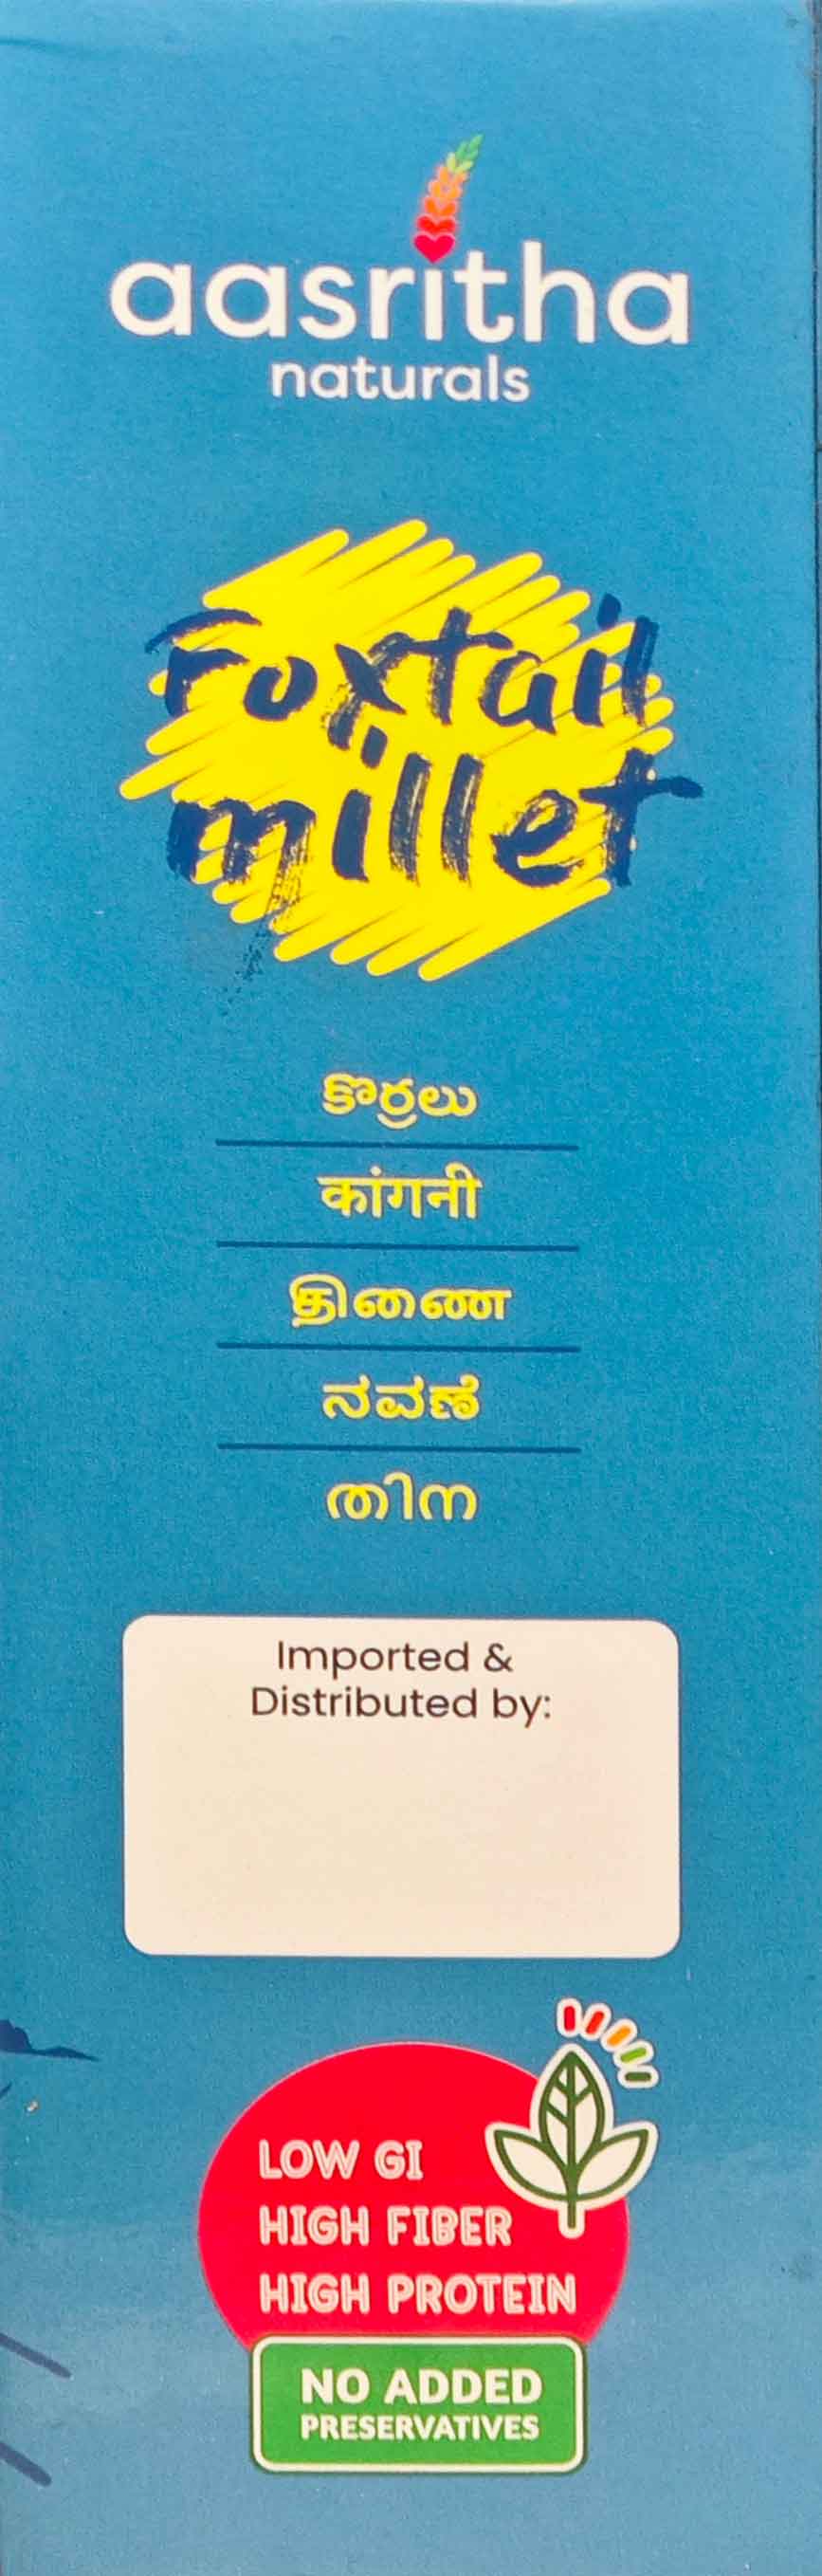 aasritha
naturals
Foxtail
millet
కొర్రలు
कांगनी
திணை
ನವಣೆ
തിന
Imported &
Distributed by:
LOW GI
HIGH FIBER
HIGH PROTEIN
NO ADDED
PRESERVATIVES